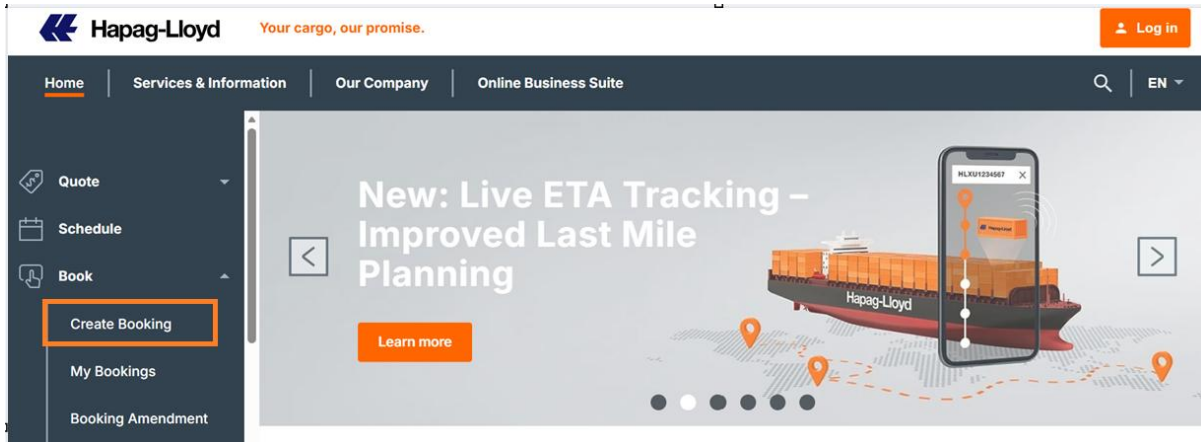 Hapag-Lloyd
Your cargo, our promise.
Log in
Home
Services & Information
Our Company
Online Business Suite
EN
Quote
Schedule
Book
Create Booking
My Bookings
Booking Amendment
New: Live ETA Tracking –
Improved Last Mile
Planning
Learn more
Hapag-Lloyd
HLXU1234567 X
Hapag-Lloyd